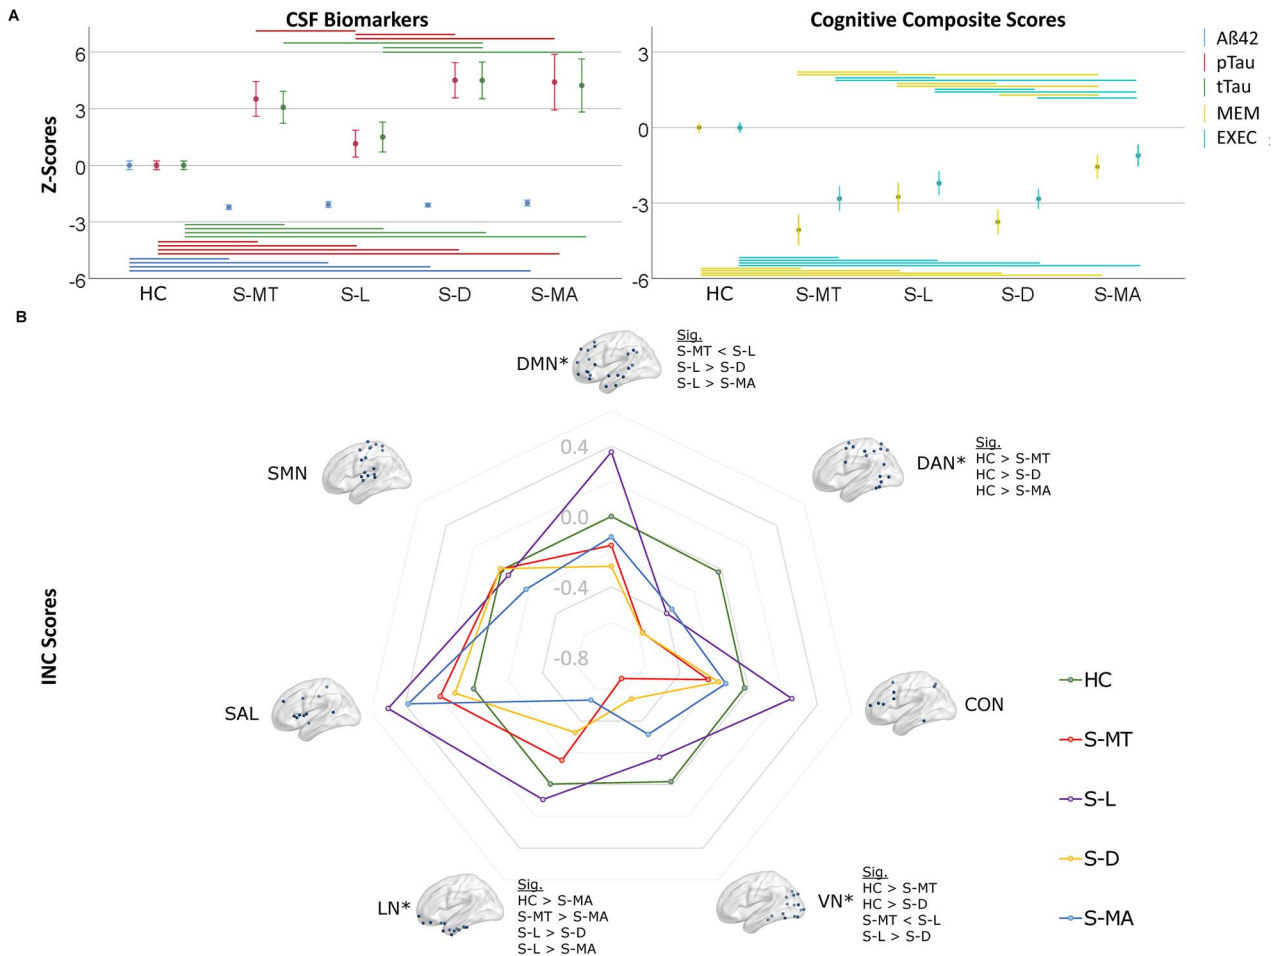 A
CSF Biomarkers
Cognitive Composite Scores
Z-Scores
6
3
0
-3
-6
HC
S-MT
S-L
S-D
S-MA
3
0
-3
-6
HC
S-MT
S-L
S-D
S-MA
Aß42
pTau
tTau
MEM
EXEC
B
INC Scores
DMN*
Sig.
S-MT < S-L
S-L > S-D
S-L > S-MA
SMN
DAN*
Sig.
HC > S-MT
HC > S-D
HC > S-MA
0.4
0.0
-0.4
-0.8
SAL
CON
LN*
Sig.
HC > S-MA
S-MT > S-MA
S-L > S-D
S-L > S-MA
VN*
Sig.
HC > S-MT
HC > S-D
S-MT < S-L
S-L > S-D
HC
S-MT
S-L
S-D
S-MA